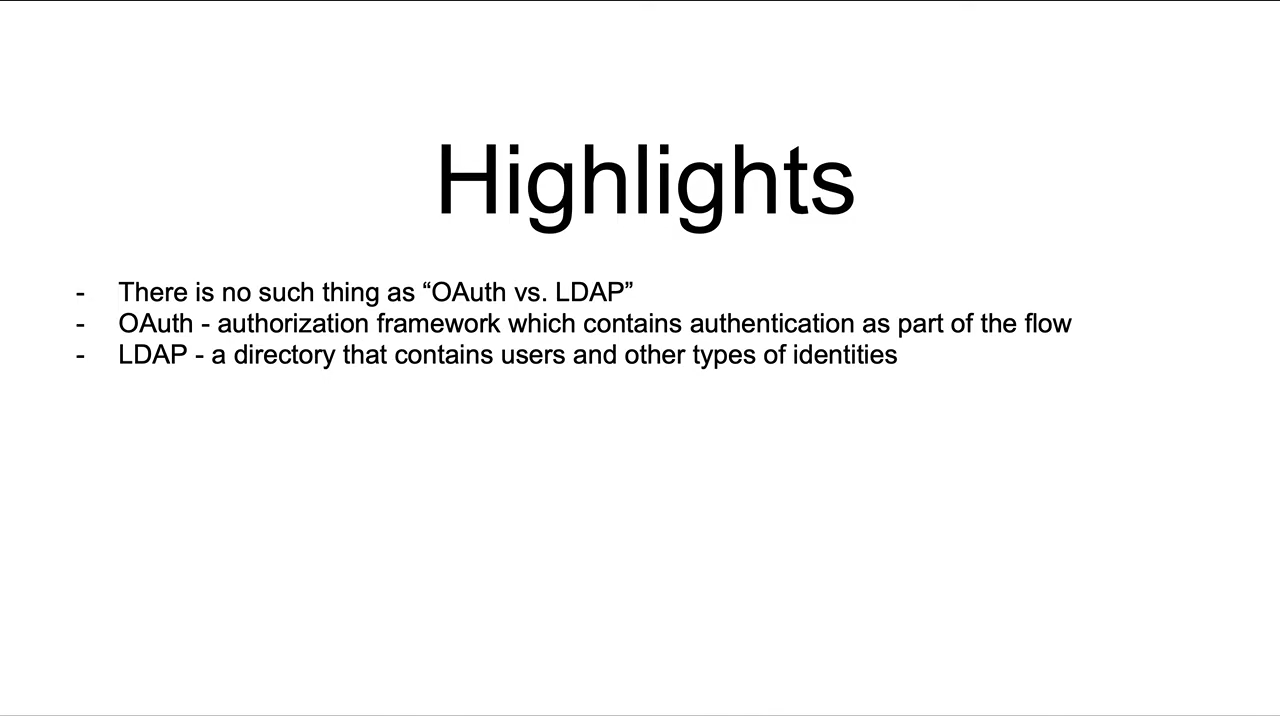 Highlights
- There is no such thing as “OAuth vs. LDAP”
- OAuth - authorization framework which contains authentication as part of the flow
- LDAP - a directory that contains users and other types of identities